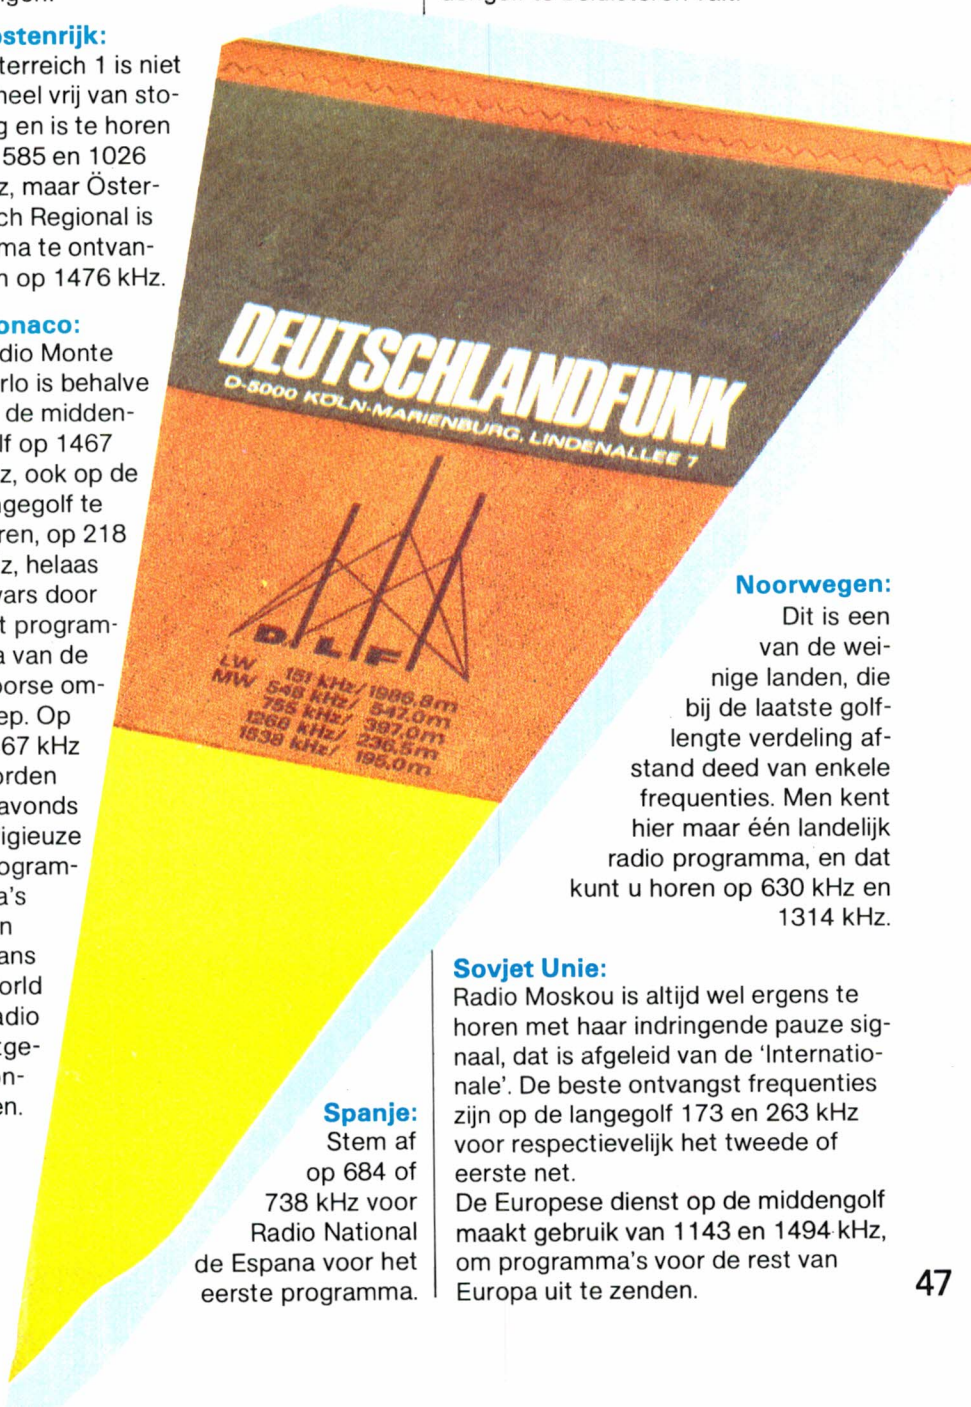 stenrijk:
terreich 1 is niet
heel vrij van sto-
g en is te horen
585 en 1026
z, maar Öster-
ch Regional is
ma te ontvan-
n op 1476 kHz.
onaco:
dio Monte
rlo is behalve
de midden-
lf op 1467
z, ook op de
ngegolf te
ren, op 218
z, helaas
vars door
t program-
a van de
oorse om-
ep. Op
67 kHz
orden
avonds
igieuze
ogram-
a's
n
ans
orld
adio
tge-
on-
en.
DEUTSCHLANDFUNK
D-5000 KÖLN-MARIENBURG, LINDENALLEE 7
D L F
LW 151 kHz/1986,8m
MW 548 kHz/ 547,0m
755 kHz/ 397,0m
1268 kHz/ 236,5m
1538 kHz/ 195,0m
Spanje:
Stem af
op 684 of
738 kHz voor
Radio National
de Espana voor het
eerste programma.
Noorwegen:
Dit is een
van de wei-
nige landen, die
bij de laatste golf-
lengte verdeling af-
stand deed van enkele
frequenties. Men kent
hier maar één landelijk
radio programma, en dat
kunt u horen op 630 kHz en
1314 kHz.
Sovjet Unie:
Radio Moskou is altijd wel ergens te
horen met haar indringende pauze sig-
naal, dat is afgeleid van de 'Internatio-
nale'. De beste ontvangst frequenties
zijn op de langegolf 173 en 263 kHz
voor respectievelijk het tweede of
eerste net.
De Europese dienst op de middengolf
maakt gebruik van 1143 en 1494 kHz,
om programma's voor de rest van
Europa uit te zenden.
47